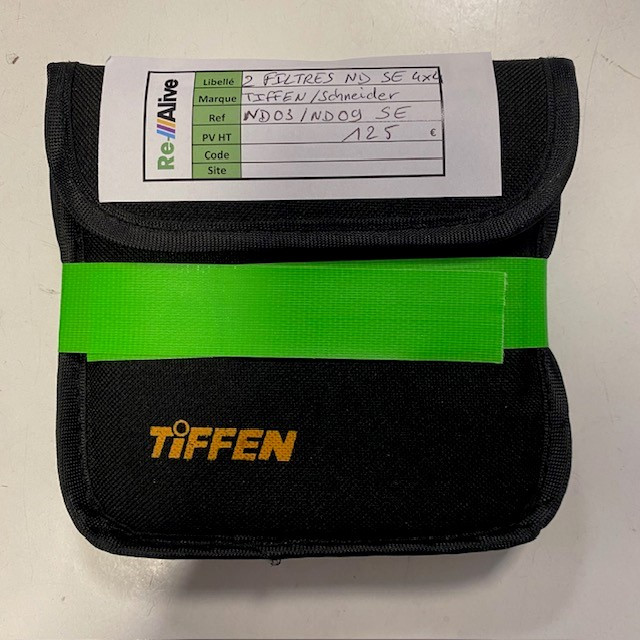 Re-Alive
Libellé 2 FILTRES ND SE 4x4
Marque TIFFEN/Schneider
Ref ND03/ND09 SE
PV HT 125 €
Code
Site
TiFFEN